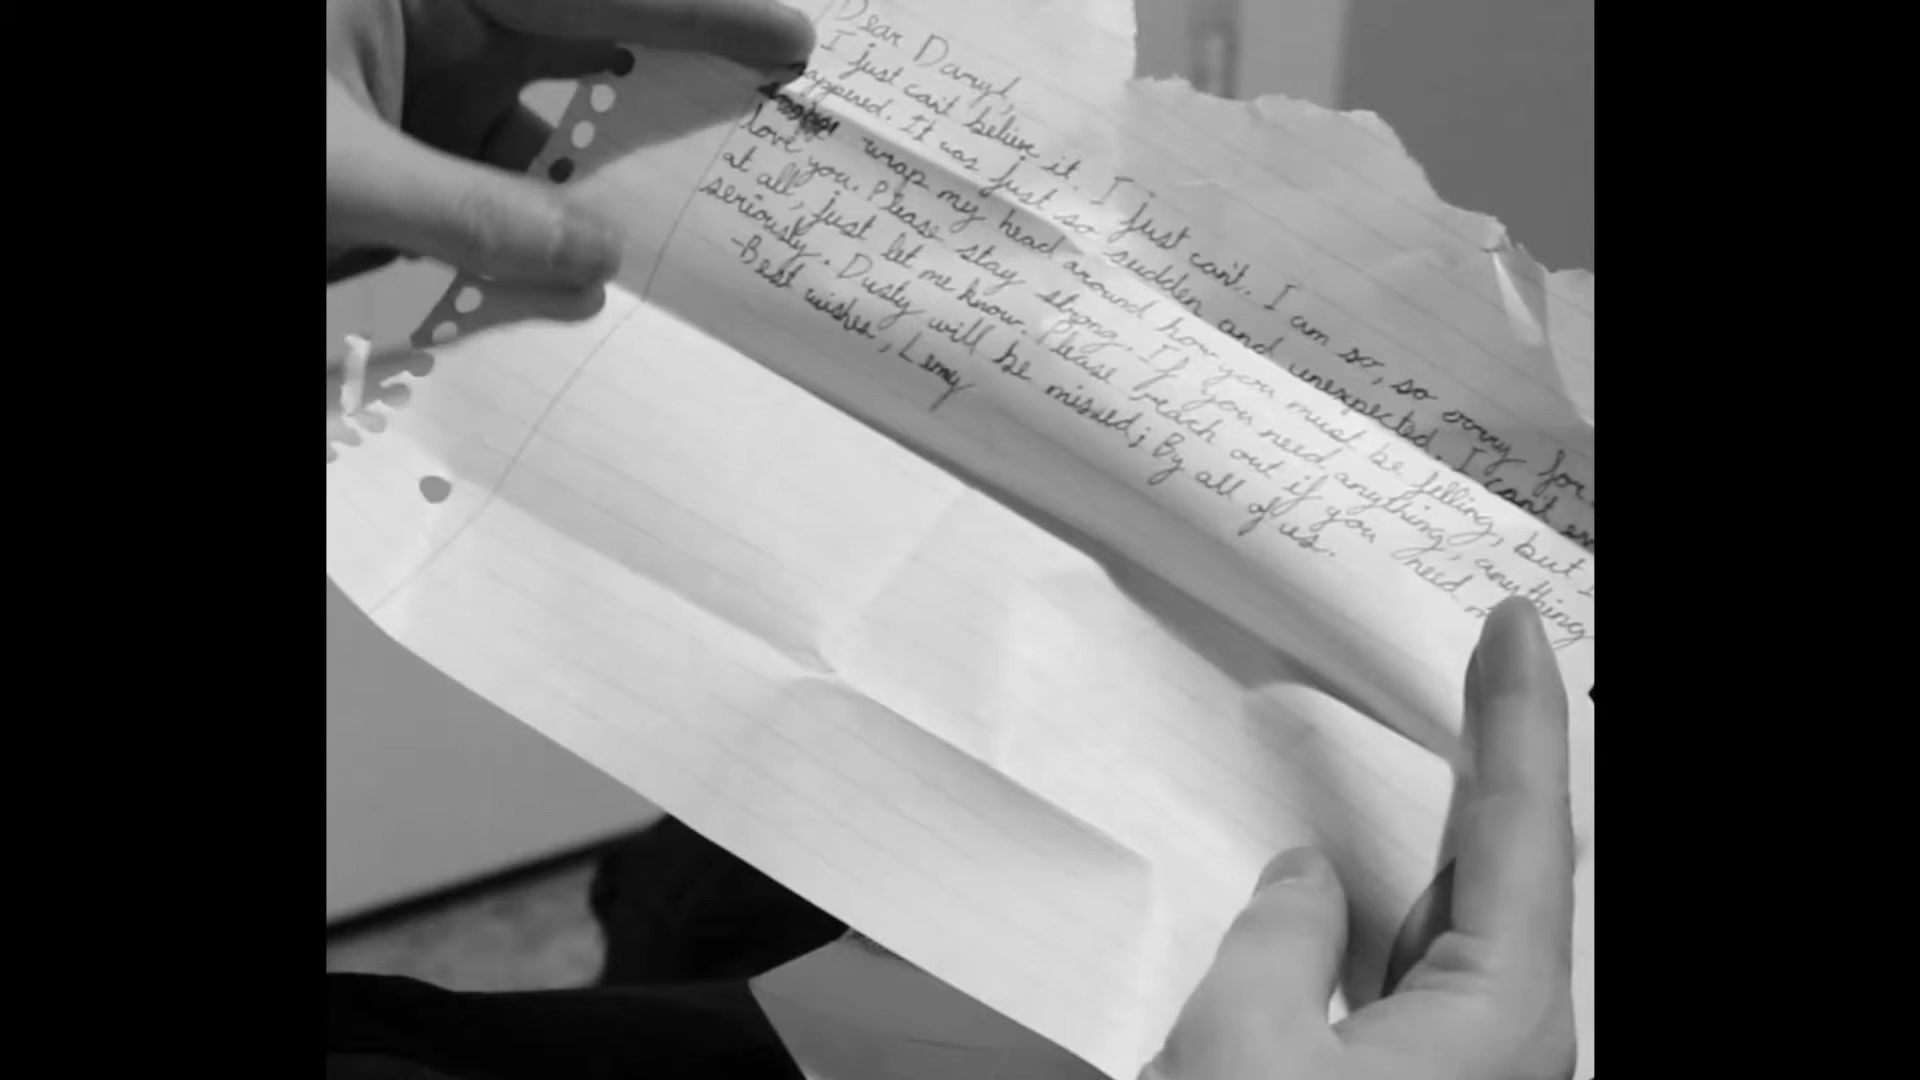 Dear Daryl,
I just can't believe it. I just can't. I am so, so sorry for
happened. It was just so sudden and unexpected. I can't
wrap my head around how you must be felling, but I
love you. Please stay strong. If you need anything, anything
at all, just let me know. Please reach out if you need
seriously. Dusty will be missed; By all of us.
-Best wishes, Lemy